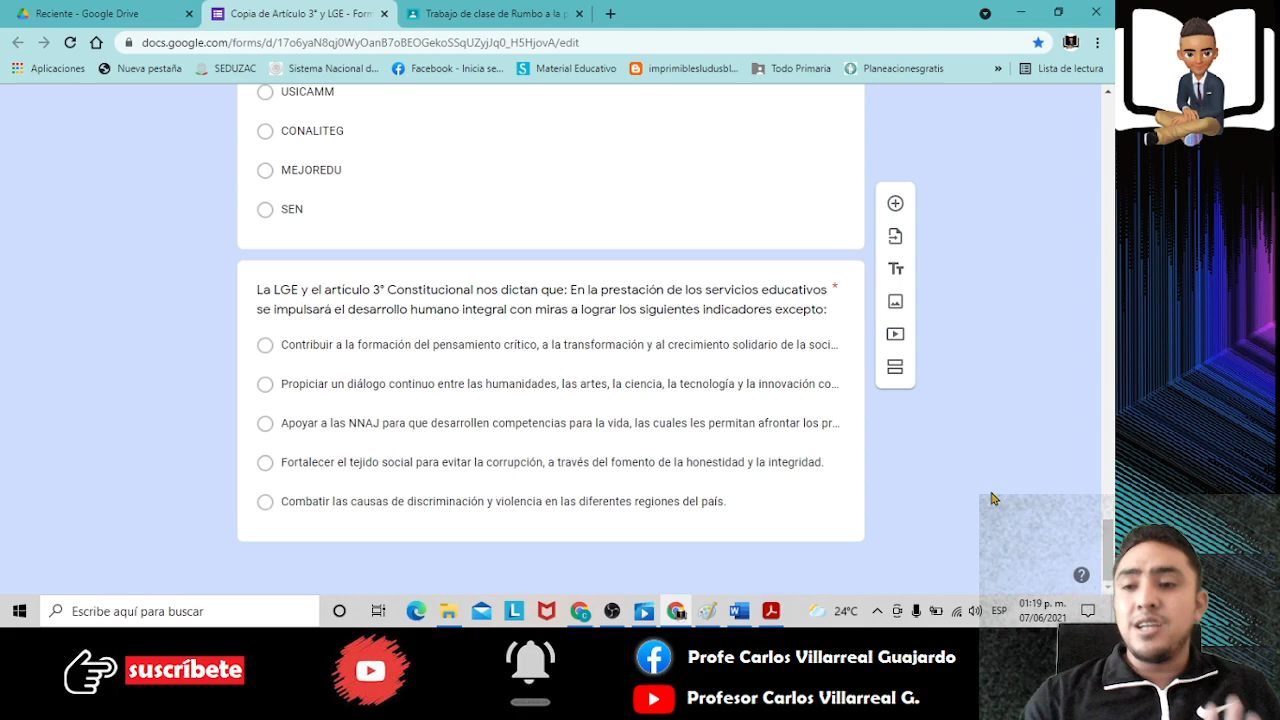 Reciente - Google Drive
Copia de Artículo 3° y LGE - Form
Trabajo de clase de Rumbo a la p
docs.google.com/forms/d/17o6yaN8qj0WyOanB7oBEOGekoSSqUZyjJq0_H5HjovA/edit
Aplicaciones
Nueva pestaña
SEDUZAC
Sistema Nacional d...
Facebook - Inicia se...
Material Educativo
imprimiblesludusbl...
Todo Primaria
Planeacionesgratis
»
Lista de lectura
USICAMM
CONALITEG
MEJOREDU
SEN
La LGE y el artículo 3° Constitucional nos dictan que: En la prestación de los servicios educativos *
se impulsará el desarrollo humano integral con miras a lograr los siguientes indicadores excepto:
Contribuir a la formación del pensamiento crítico, a la transformación y al crecimiento solidario de la soci...
Propiciar un diálogo continuo entre las humanidades, las artes, la ciencia, la tecnología y la innovación co...
Apoyar a las NNAJ para que desarrollen competencias para la vida, las cuales les permitan afrontar los pr...
Fortalecer el tejido social para evitar la corrupción, a través del fomento de la honestidad y la integridad.
Combatir las causas de discriminación y violencia en las diferentes regiones del país.
Escribe aquí para buscar
24°C
ESP
01:19 p. m.
07/06/2021
suscríbete
Profe Carlos Villarreal Guajardo
Profesor Carlos Villarreal G.